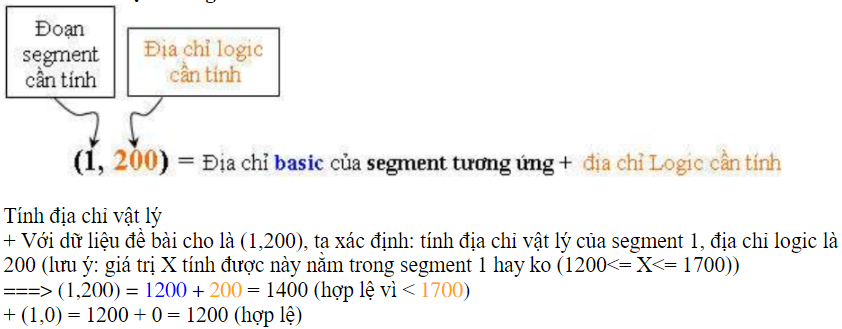 Đoạn
segment
cần tính
Địa chỉ logic
cần tính
(1, 200) = Địa chỉ basic của segment tương ứng + địa chỉ Logic cần tính
Tính địa chỉ vật lý
+ Với dữ liệu đề bài cho là (1,200), ta xác định: tính địa chỉ vật lý của segment 1, địa chỉ logic là
200 (lưu ý: giá trị X tính được này nằm trong segment 1 hay ko (1200<= X<= 1700))
===> (1,200) = 1200 + 200 = 1400 (hợp lệ vì < 1700)
+ (1,0) = 1200 + 0 = 1200 (hợp lệ)